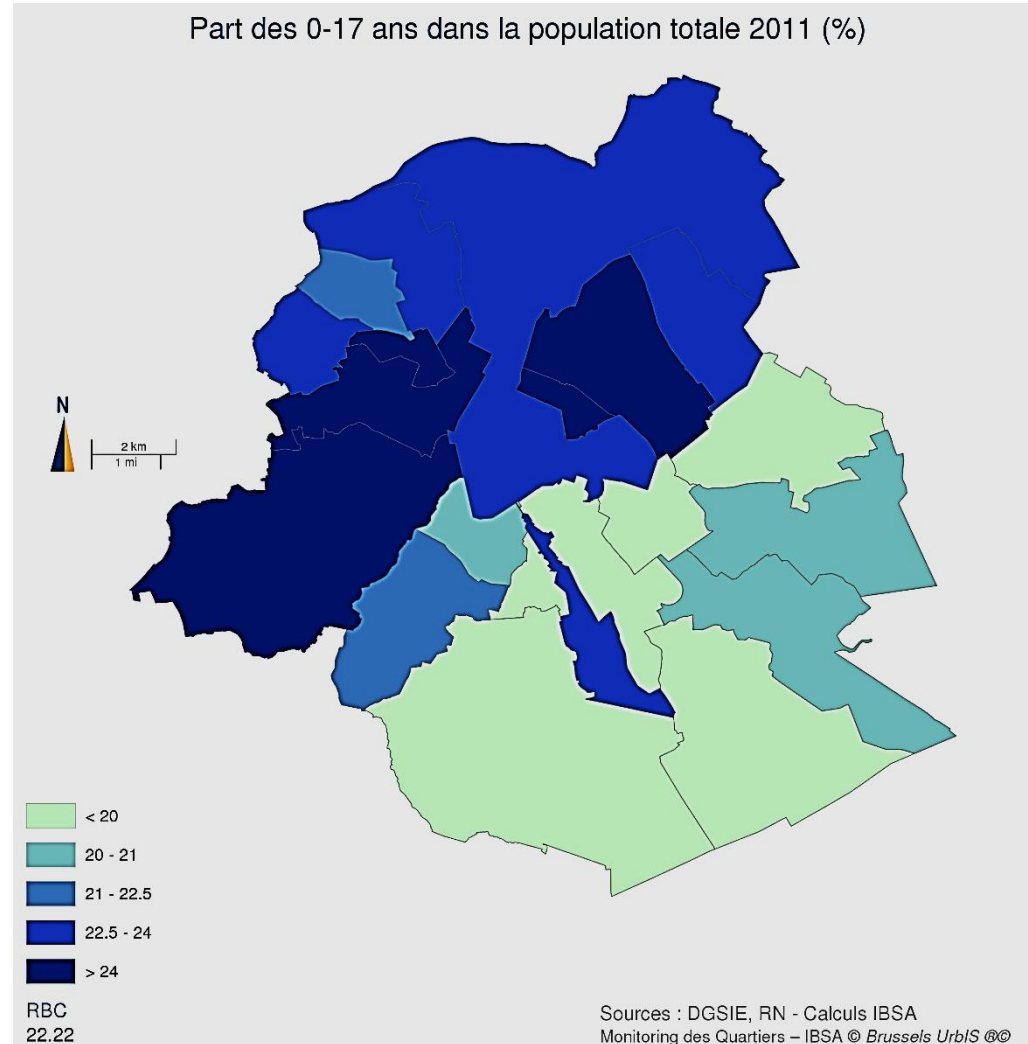 Part des 0-17 ans dans la population totale 2011 (%)
N
2 km
1 mi
< 20
20 - 21
21 - 22.5
22.5 - 24
> 24
RBC
22.22
Sources : DGSIE, RN - Calculs IBSA
Monitoring des Quartiers – IBSA © Brussels UrbIS ®©